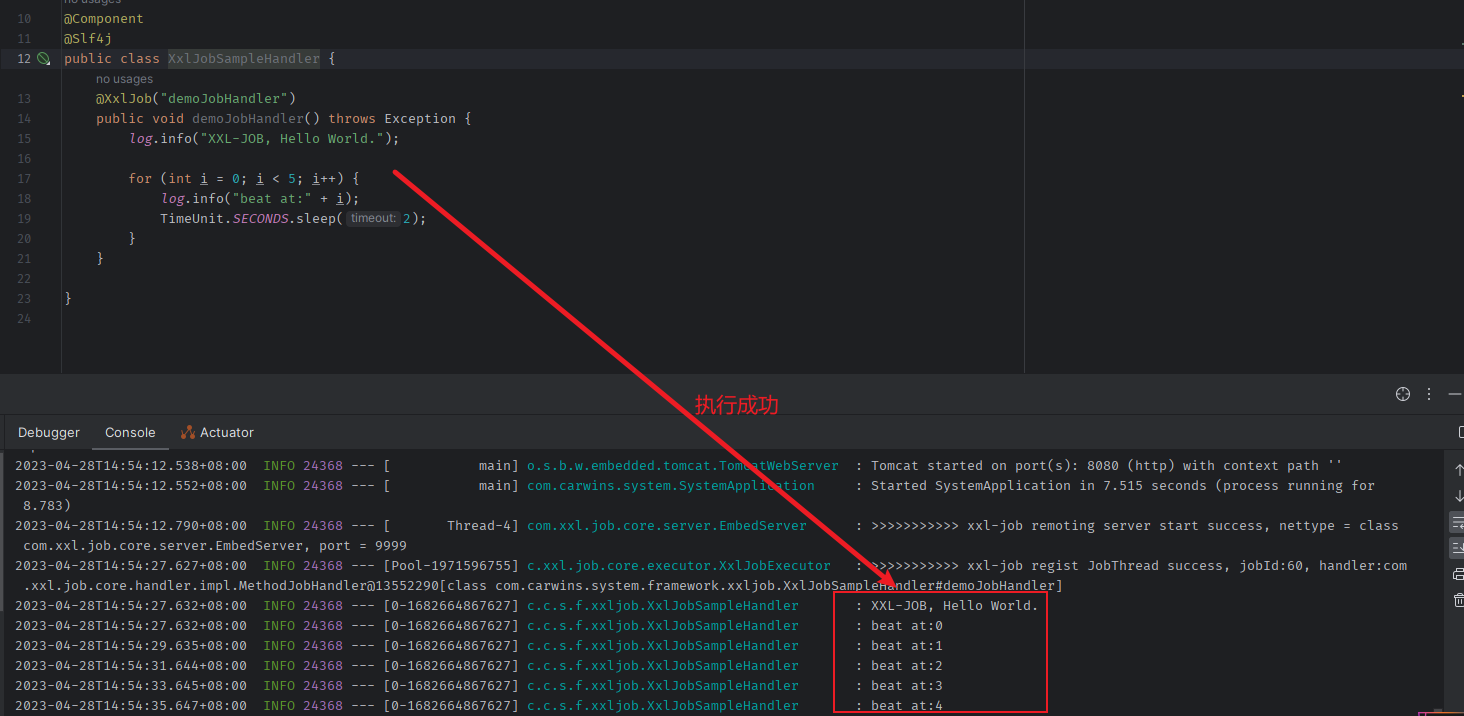 no usages
10 @Component
11 @Slf4j
12 public class XxlJobSampleHandler {
no usages
13 @XxlJob("demoJobHandler")
14 public void demoJobHandler() throws Exception {
15 log.info("XXL-JOB, Hello World.");
16
17 for (int i = 0; i < 5; i++) {
18 log.info("beat at:" + i);
19 TimeUnit.SECONDS.sleep( timeout: 2);
20 }
21 }
22
23 }
24
执行成功
Debugger Console Actuator
2023-04-28T14:54:12.538+08:00  INFO 24368 --- [           main] o.s.b.w.embedded.tomcat.TomcatWebServer  : Tomcat started on port(s): 8080 (http) with context path ''
2023-04-28T14:54:12.552+08:00  INFO 24368 --- [           main] com.carwins.system.SystemApplication     : Started SystemApplication in 7.515 seconds (process running for
8.783)
2023-04-28T14:54:12.790+08:00  INFO 24368 --- [       Thread-4] com.xxl.job.core.server.EmbedServer      : >>>>>>>>>>> xxl-job remoting server start success, nettype = class
com.xxl.job.core.server.EmbedServer, port = 9999
2023-04-28T14:54:27.627+08:00  INFO 24368 --- [Pool-1971596755] c.xxl.job.core.executor.XxlJobExecutor   : >>>>>>>>>>> xxl-job regist JobThread success, jobId:60, handler:com
.xxl.job.core.handler.impl.MethodJobHandler@13552290[class com.carwins.system.framework.xxljob.XxlJobSampleHandler#demoJobHandler]
2023-04-28T14:54:27.632+08:00  INFO 24368 --- [0-1682664867627] c.c.s.f.xxljob.XxlJobSampleHandler       : XXL-JOB, Hello World.
2023-04-28T14:54:27.632+08:00  INFO 24368 --- [0-1682664867627] c.c.s.f.xxljob.XxlJobSampleHandler       : beat at:0
2023-04-28T14:54:29.635+08:00  INFO 24368 --- [0-1682664867627] c.c.s.f.xxljob.XxlJobSampleHandler       : beat at:1
2023-04-28T14:54:31.644+08:00  INFO 24368 --- [0-1682664867627] c.c.s.f.xxljob.XxlJobSampleHandler       : beat at:2
2023-04-28T14:54:33.645+08:00  INFO 24368 --- [0-1682664867627] c.c.s.f.xxljob.XxlJobSampleHandler       : beat at:3
2023-04-28T14:54:35.647+08:00  INFO 24368 --- [0-1682664867627] c.c.s.f.xxljob.XxlJobSampleHandler       : beat at:4